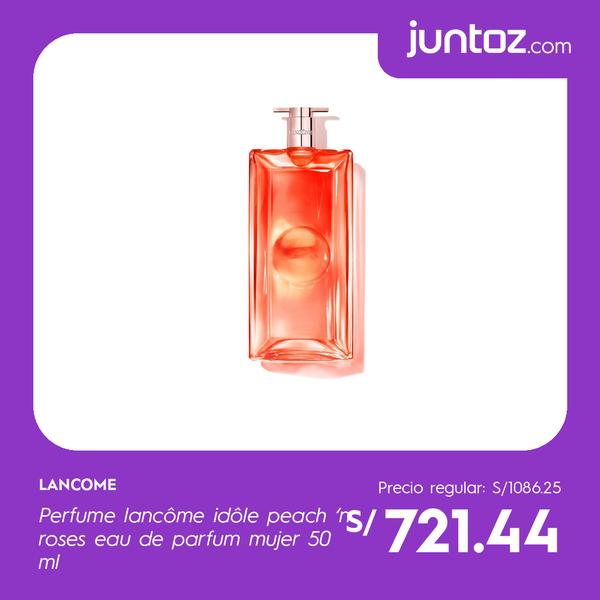 juntoz.com
LANCOME
Precio regular: S/1086.25
Perfume lancôme idôle peach 'n
roses eau de parfum mujer 50
ml
S/ 721.44